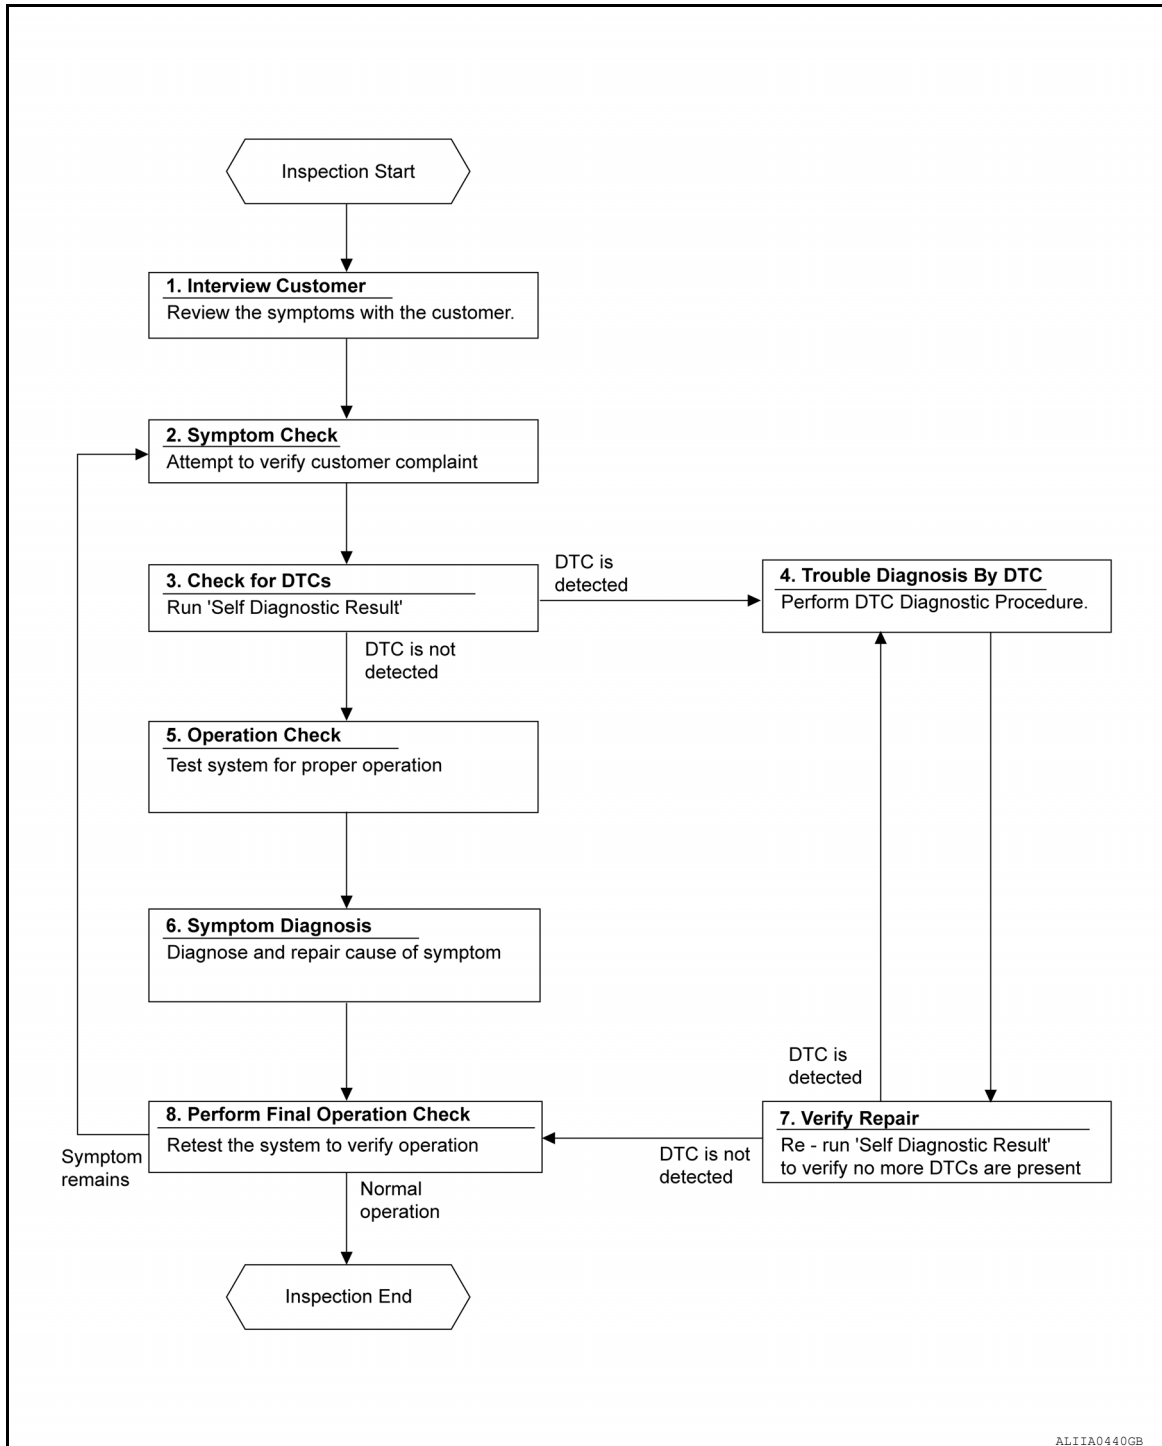 Inspection Start
1. Interview Customer
Review the symptoms with the customer.
2. Symptom Check
Attempt to verify customer complaint
3. Check for DTCs
Run 'Self Diagnostic Result'
DTC is
detected
4. Trouble Diagnosis By DTC
Perform DTC Diagnostic Procedure.
DTC is not
detected
5. Operation Check
Test system for proper operation
6. Symptom Diagnosis
Diagnose and repair cause of symptom
DTC is
detected
7. Verify Repair
Re - run 'Self Diagnostic Result'
to verify no more DTCs are present
DTC is not
detected
8. Perform Final Operation Check
Retest the system to verify operation
Symptom
remains
Normal
operation
Inspection End
ALIIA0440GB